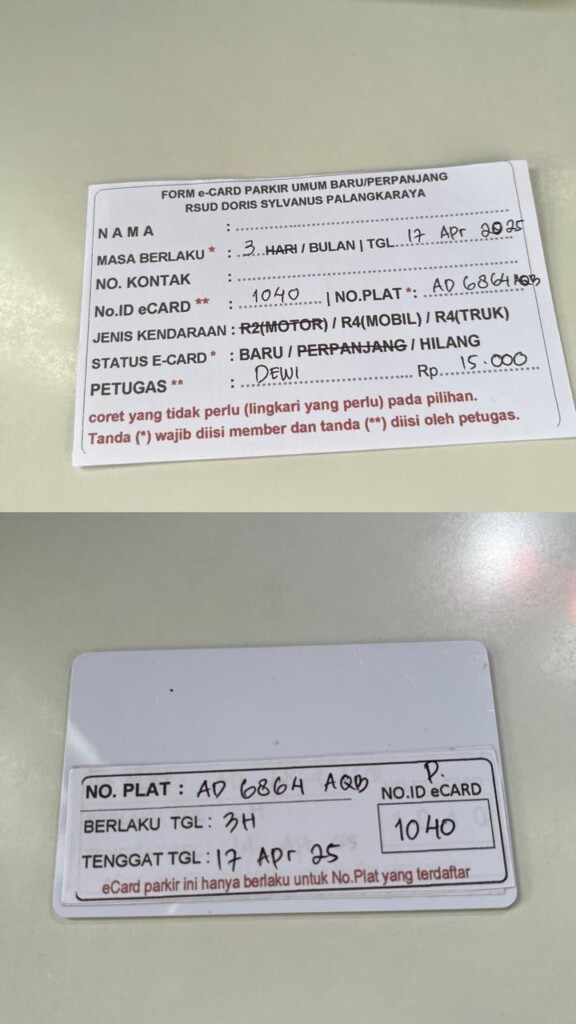 FORM e-CARD PARKIR UMUM BARU/PERPANJANG
RSUD DORIS SYLVANUS PALANGKARAYA
NAMA :
MASA BERLAKU * : 3 HARI / BULAN | TGL. 17 Apr 2025
NO. KONTAK :
No.ID eCARD ** : 1040 | NO.PLAT *: AD 6864 AQB
JENIS KENDARAAN : R2(MOTOR) / R4(MOBIL) / R4(TRUK)
STATUS E-CARD * : BARU / PERPANJANG / HILANG
PETUGAS ** : DEWI Rp. 15.000
coret yang tidak perlu (lingkari yang perlu) pada pilihan.
Tanda (*) wajib diisi member dan tanda (**) diisi oleh petugas.
P.
NO. PLAT : AD 6864 AQB NO.ID eCARD
BERLAKU TGL : 3H 1040
TENGGAT TGL : 17 Apr 25
eCard parkir ini hanya berlaku untuk No.Plat yang terdaftar